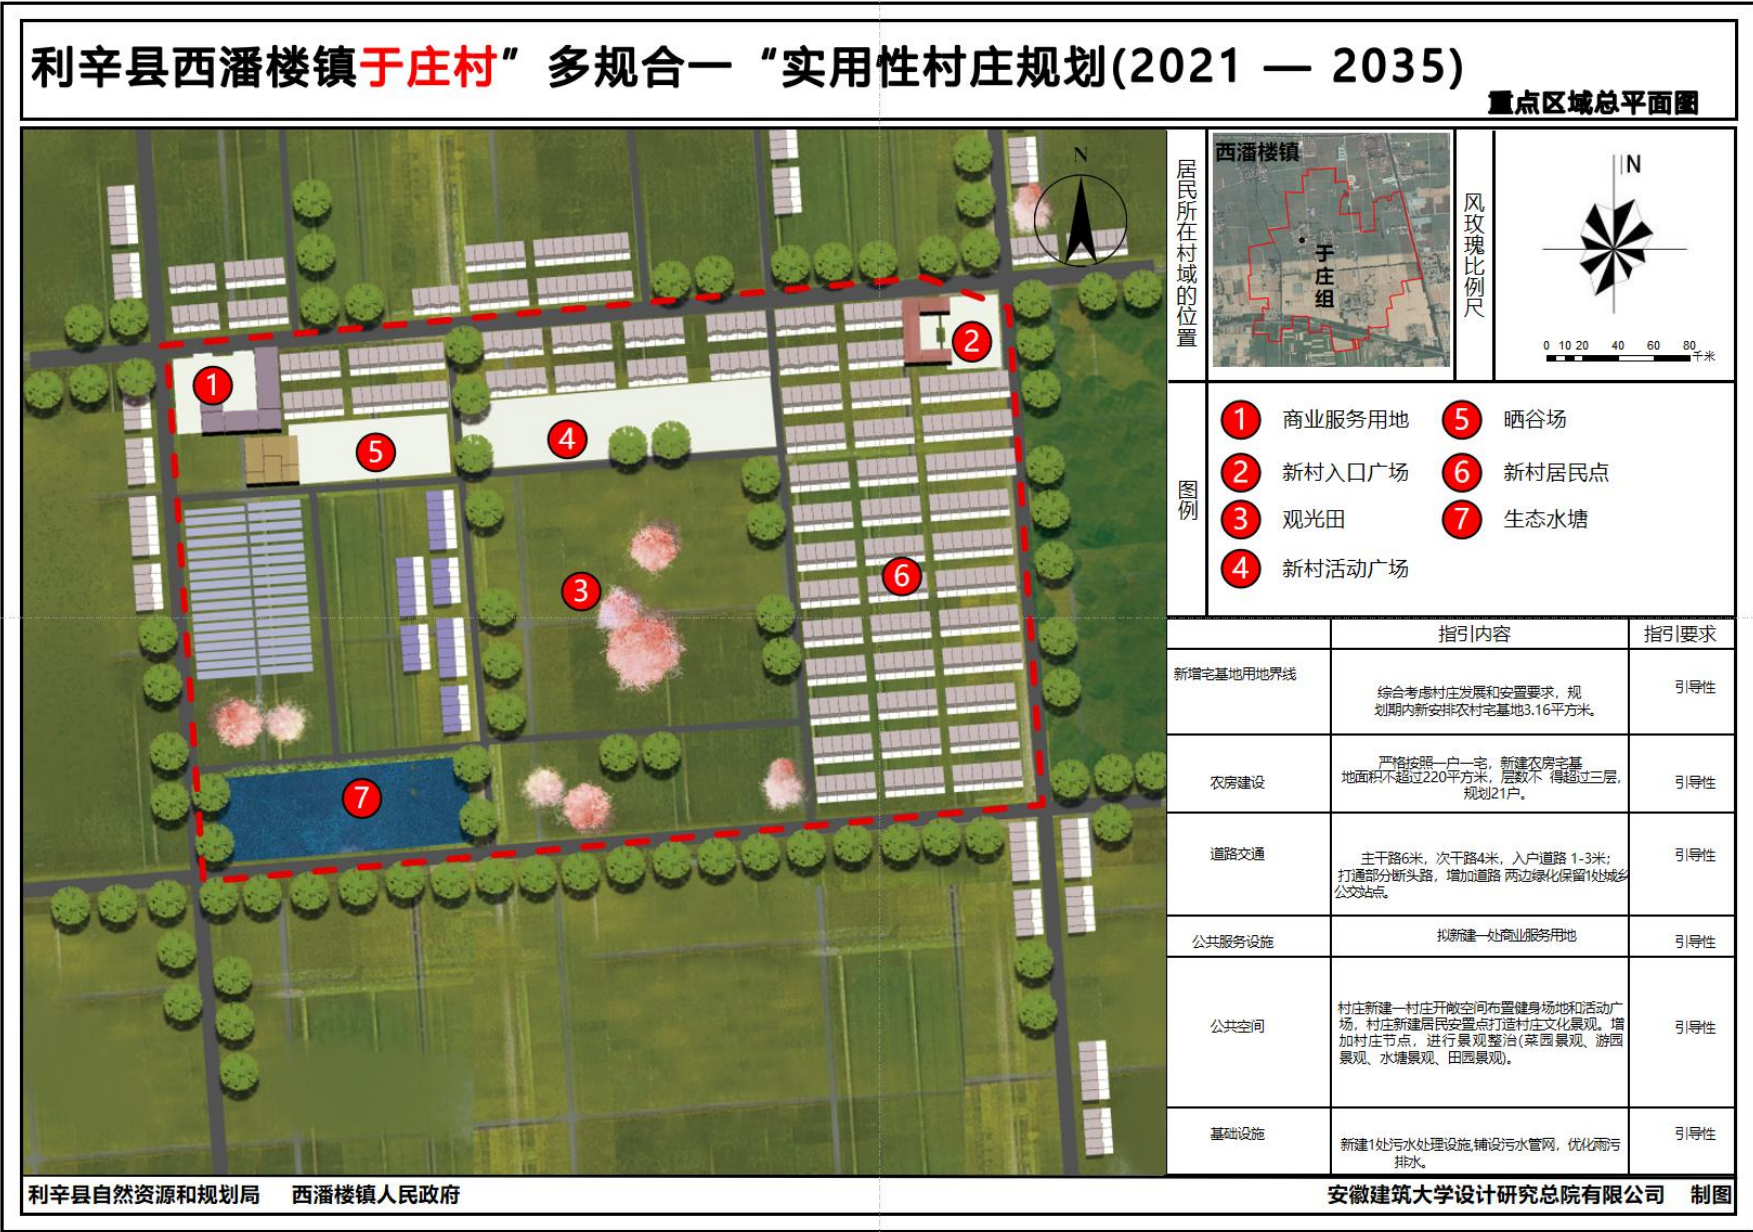 利辛县西潘楼镇于庄村”多规合一“实用性村庄规划(2021 — 2035)
重点区域总平面图
N
1
2
3
4
5
6
7
居民所在村域的位置
西潘楼镇
于庄组
风玫瑰比例尺
N
0 10 20 40 60 80
千米
图例
1 商业服务用地
5 晒谷场
2 新村入口广场
6 新村居民点
3 观光田
7 生态水塘
4 新村活动广场
指引内容 指引要求
新增宅基地用地界线
综合考虑村庄发展和安置要求，规
划期内新安排农村宅基地3.16平方米。
引导性
农房建设
严格按照一户一宅，新建农房宅基
地面积不超过220平方米，层数不 得超过三层，
规划21户。
引导性
道路交通
主干路6米，次干路4米，入户道路 1-3米；
打通部分断头路，增加道路 两边绿化保留1处城乡
公交站点。
引导性
公共服务设施
拟新建一处商业服务用地
引导性
公共空间
村庄新建一村庄开敞空间布置健身场地和活动广
场，村庄新建居民安置点打造村庄文化景观。增
加村庄节点，进行景观整治(菜园景观、游园
景观、水塘景观、田园景观)。
引导性
基础设施
新建1处污水处理设施,铺设污水管网，优化雨污
排水。
引导性
利辛县自然资源和规划局 西潘楼镇人民政府
安徽建筑大学设计研究总院有限公司 制图